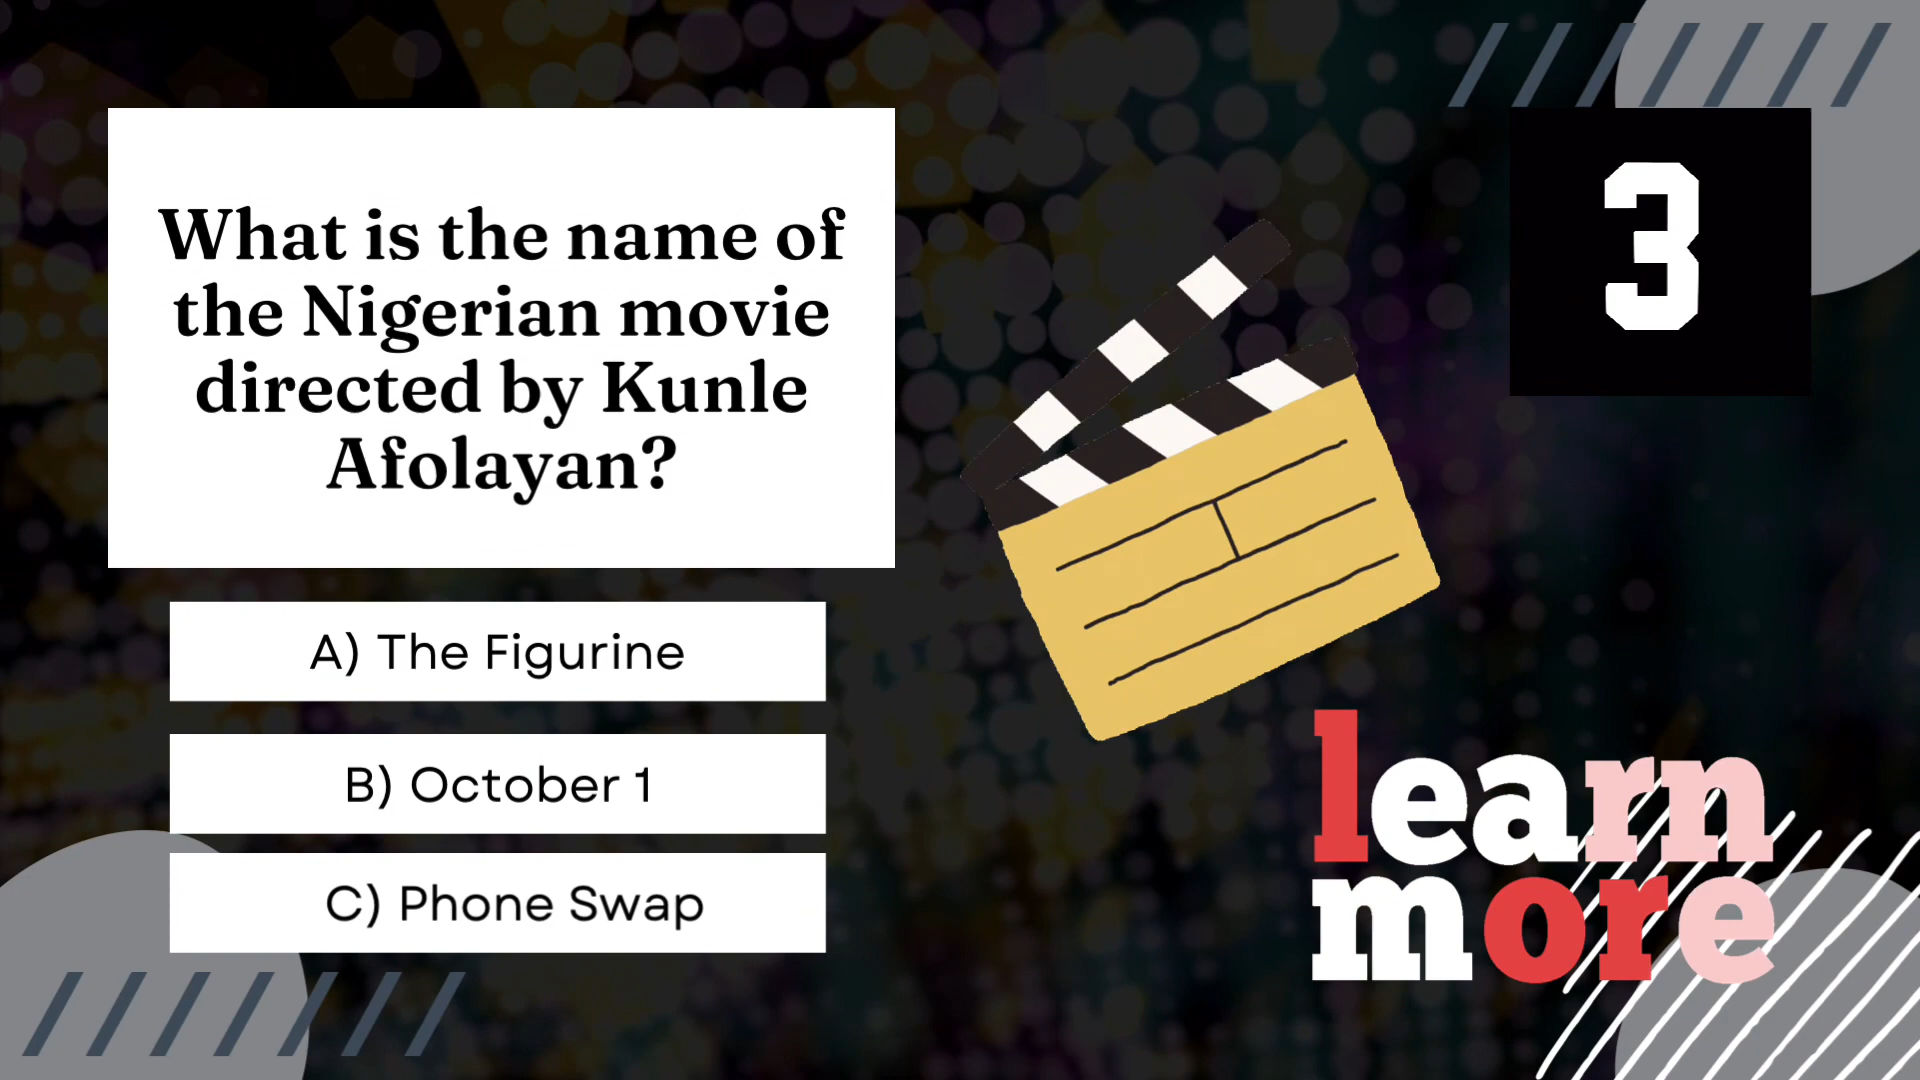 What is the name of
the Nigerian movie
directed by Kunle
Afolayan?
3
A) The Figurine
B) October 1
C) Phone Swap
learn
more